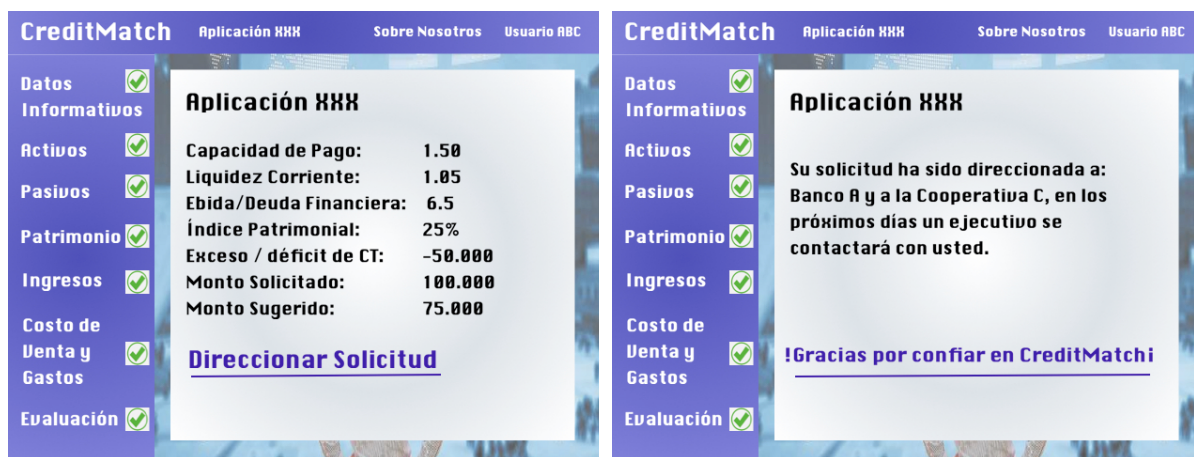 CreditMatch Aplicación XXX Sobre Nosotros Usuario ABC
Datos
Informativos
Activos
Pasivos
Patrimonio
Ingresos
Costo de
Venta y
Gastos
Evaluación
Aplicación XXX
Capacidad de Pago: 1.50
Liquidez Corriente: 1.05
Ebida/Deuda Financiera: 6.5
Índice Patrimonial: 25%
Exceso / déficit de CT: -50.000
Monto Solicitado: 100.000
Monto Sugerido: 75.000
Direccionar Solicitud
CreditMatch Aplicación XXX Sobre Nosotros Usuario ABC
Datos
Informativos
Activos
Pasivos
Patrimonio
Ingresos
Costo de
Venta y
Gastos
Evaluación
Aplicación XXX
Su solicitud ha sido direccionada a:
Banco A y a la Cooperativa C, en los
próximos días un ejecutivo se
contactará con usted.
!Gracias por confiar en CreditMatch¡